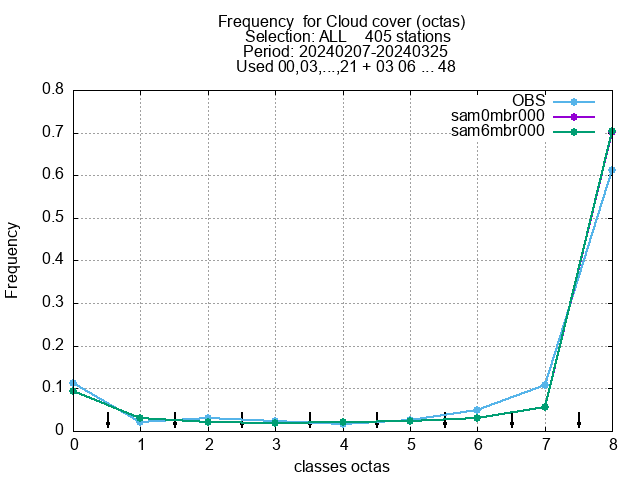 Frequency  for Cloud cover (octas)
Selection: ALL    405 stations
Period: 20240207-20240325
Used 00,03,...,21 + 03 06 ... 48
OBS
sam0mbr000
sam6mbr000
Frequency
0.8
0.7
0.6
0.5
0.4
0.3
0.2
0.1
0
0 1 2 3 4 5 6 7 8
classes octas